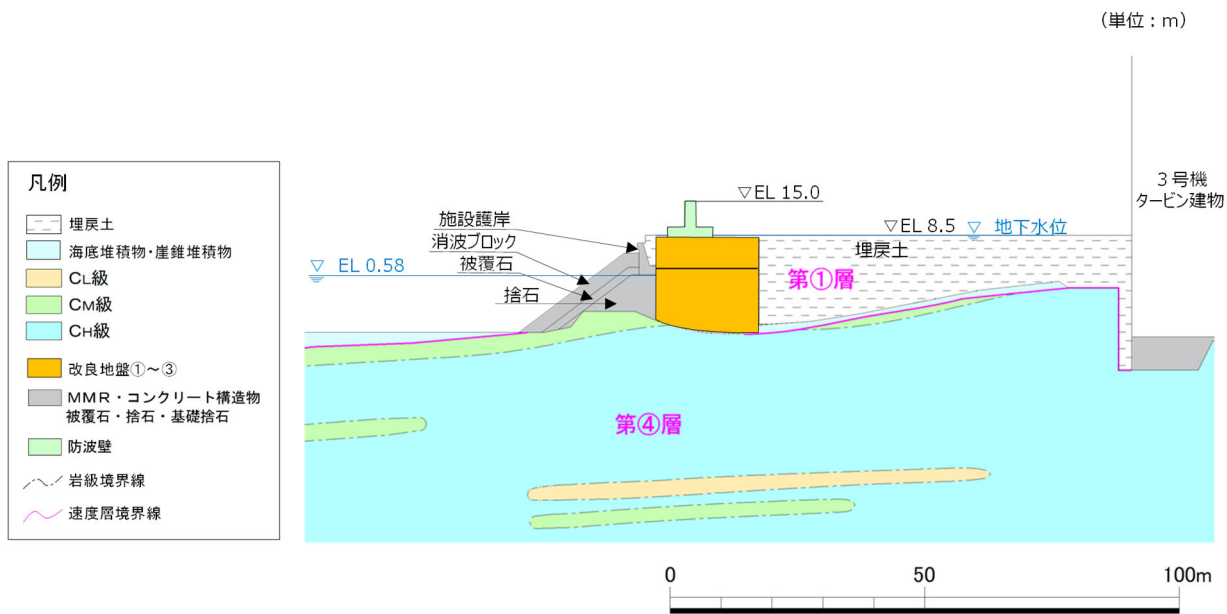 （単位：m）
凡例
埋戻土
海底堆積物・崖錐堆積物
CL級
CM級
CH級
改良地盤①～③
MMR・コンクリート構造物
被覆石・捨石・基礎捨石
防波壁
岩級境界線
速度層境界線
▽EL 15.0
3号機
タービン建物
施設護岸
消波ブロック
被覆石
捨石
▽EL 8.5
▽ 地下水位
埋戻土
▽ EL 0.58
第①層
第④層
0
50
100m